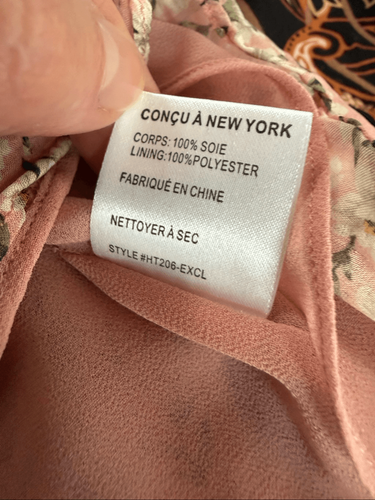 CONÇU À NEW YORK
CORPS: 100% SOIE
LINING:100%POLYESTER
FABRIQUÉ EN CHINE
NETTOYER À SEC
STYLE #HT206-EXCL